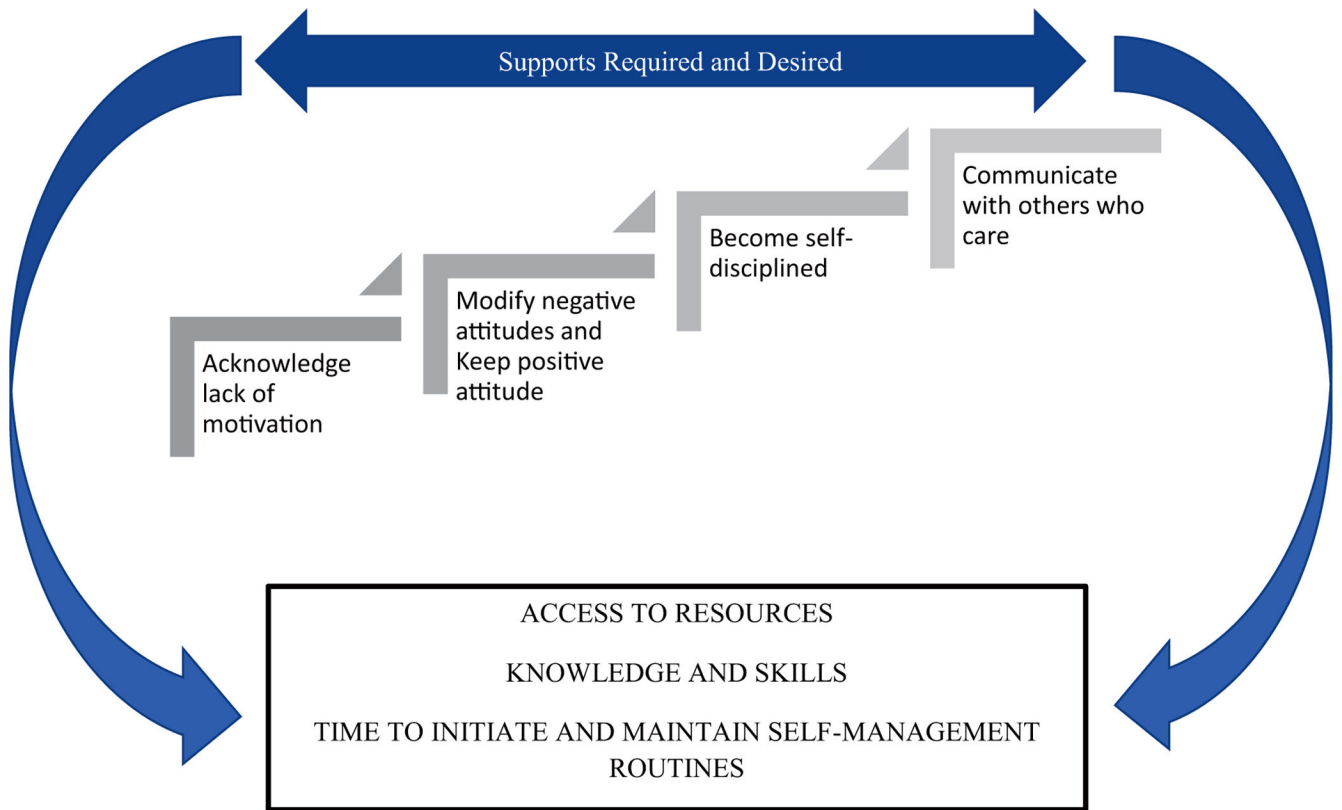 Supports Required and Desired
Acknowledge
lack of
motivation
Modify negative
attitudes and
Keep positive
attitude
Become self-
disciplined
Communicate
with others who
care
ACCESS TO RESOURCES
KNOWLEDGE AND SKILLS
TIME TO INITIATE AND MAINTAIN SELF-MANAGEMENT
ROUTINES